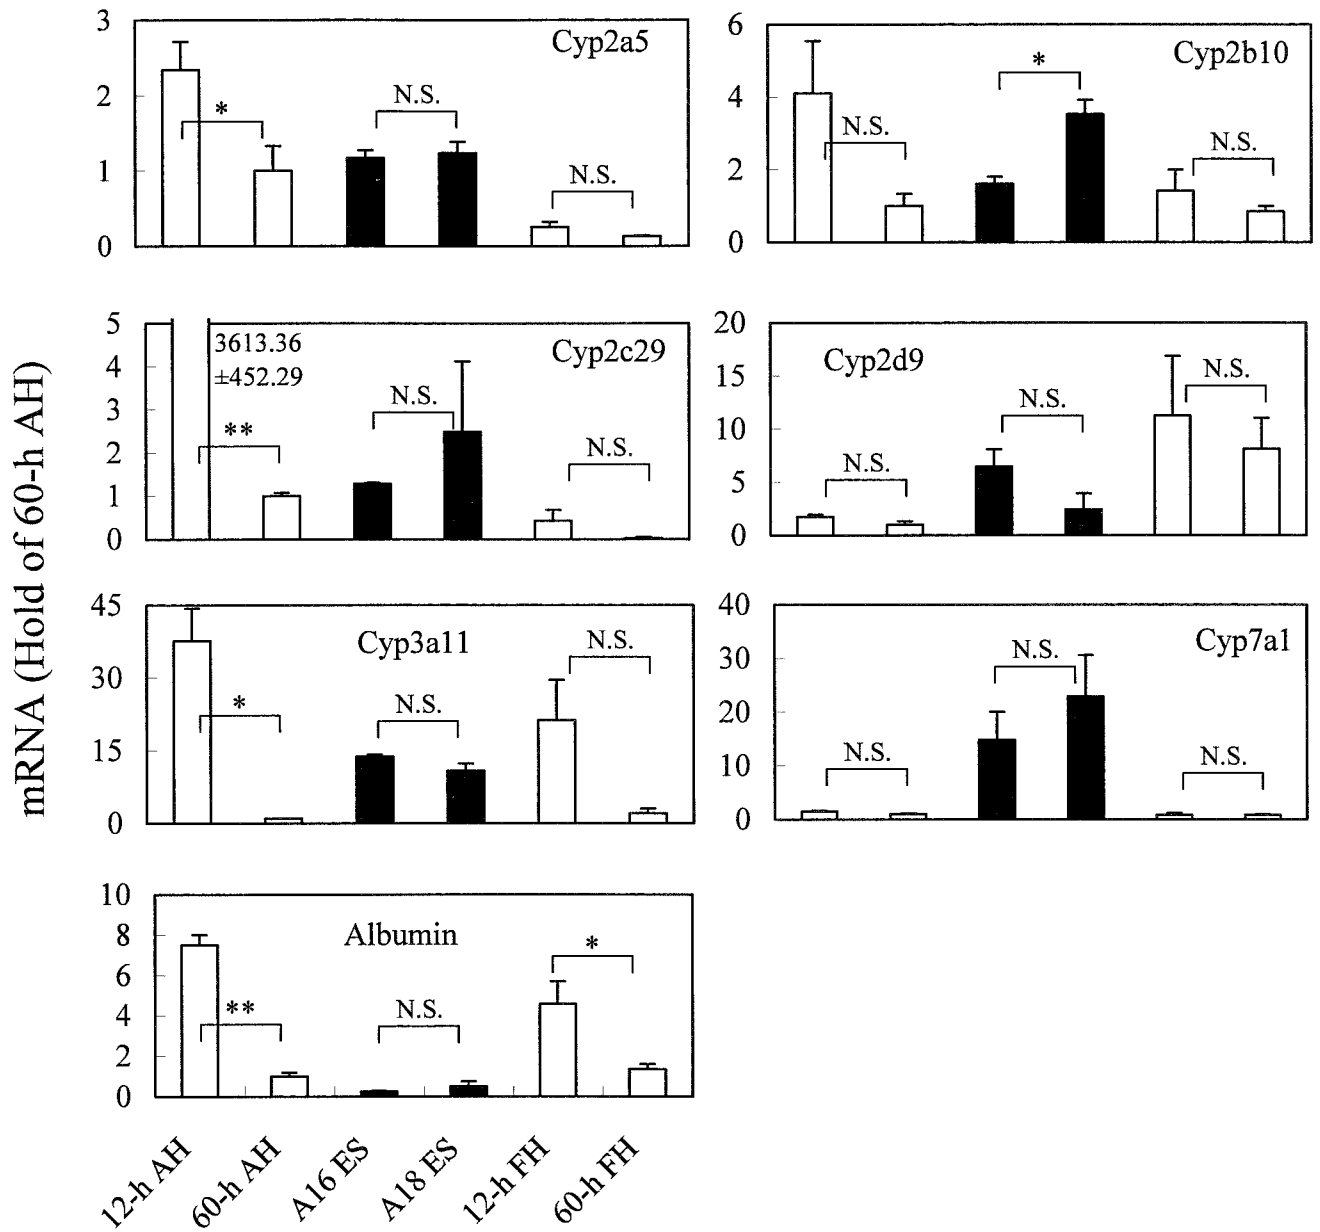 mRNA (Hold of 60-h AH)
3
2
1
0
Cyp2a5
*
N.S.
N.S.
6
4
2
0
Cyp2b10
N.S.
*
N.S.
5
4
3
2
1
0
3613.36
±452.29
Cyp2c29
**
N.S.
N.S.
20
15
10
5
0
Cyp2d9
N.S.
N.S.
N.S.
45
30
15
0
Cyp3a11
*
N.S.
N.S.
40
30
20
10
0
Cyp7a1
N.S.
N.S.
N.S.
10
8
6
4
2
0
Albumin
**
N.S.
*
12-h AH
60-h AH
A16 ES
A18 ES
12-h FH
60-h FH